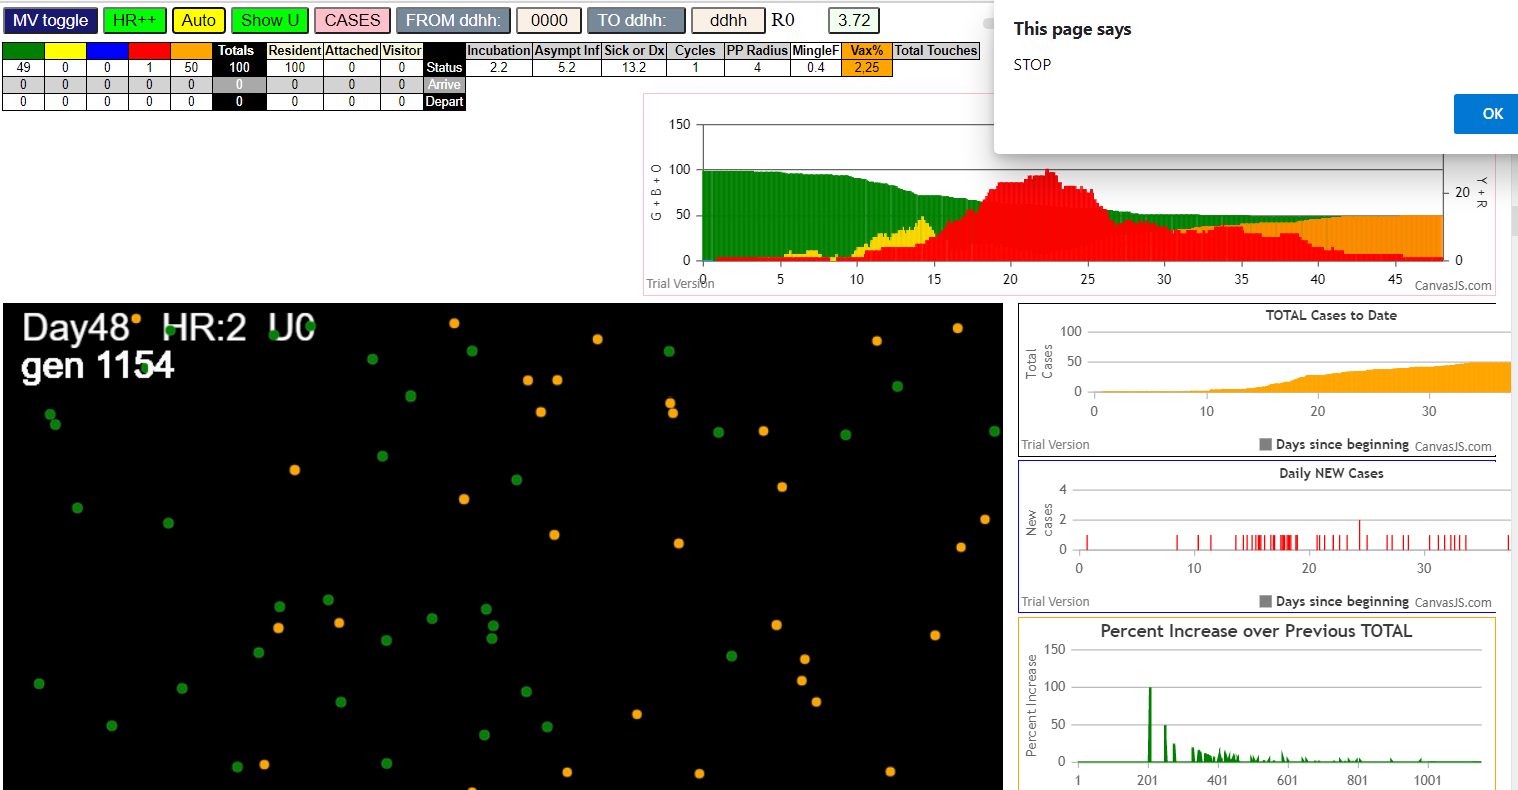 MV toggle HR++ Auto Show U CASES FROM ddhh: 0000 TO ddhh: ddhh R0 3.72
This page says
STOP
OK
Totals Resident Attached Visitor Incubation Asympt Inf Sick or Dx Cycles PP Radius MingleF Vax% Total Touches
49 0 0 1 50 100 100 0 0 Status 2.2 5.2 13.2 1 4 0.4 2,25
0 0 0 0 0 0 0 0 0 Arrive
0 0 0 0 0 0 0 0 0 Depart
150
100
50
0
G + B + O
20
0
Y + R
0 5 10 15 20 25 30 35 40 45
Trial Version CanvasJS.com
Day48 HR:2 U0
gen 1154
TOTAL Cases to Date
100
50
0
Total Cases
0 10 20 30
Trial Version Days since beginning CanvasJS.com
Daily NEW Cases
4
2
0
New cases
0 10 20 30
Trial Version Days since beginning CanvasJS.com
Percent Increase over Previous TOTAL
150
100
50
0
Percent Increase
1 201 401 601 801 1001